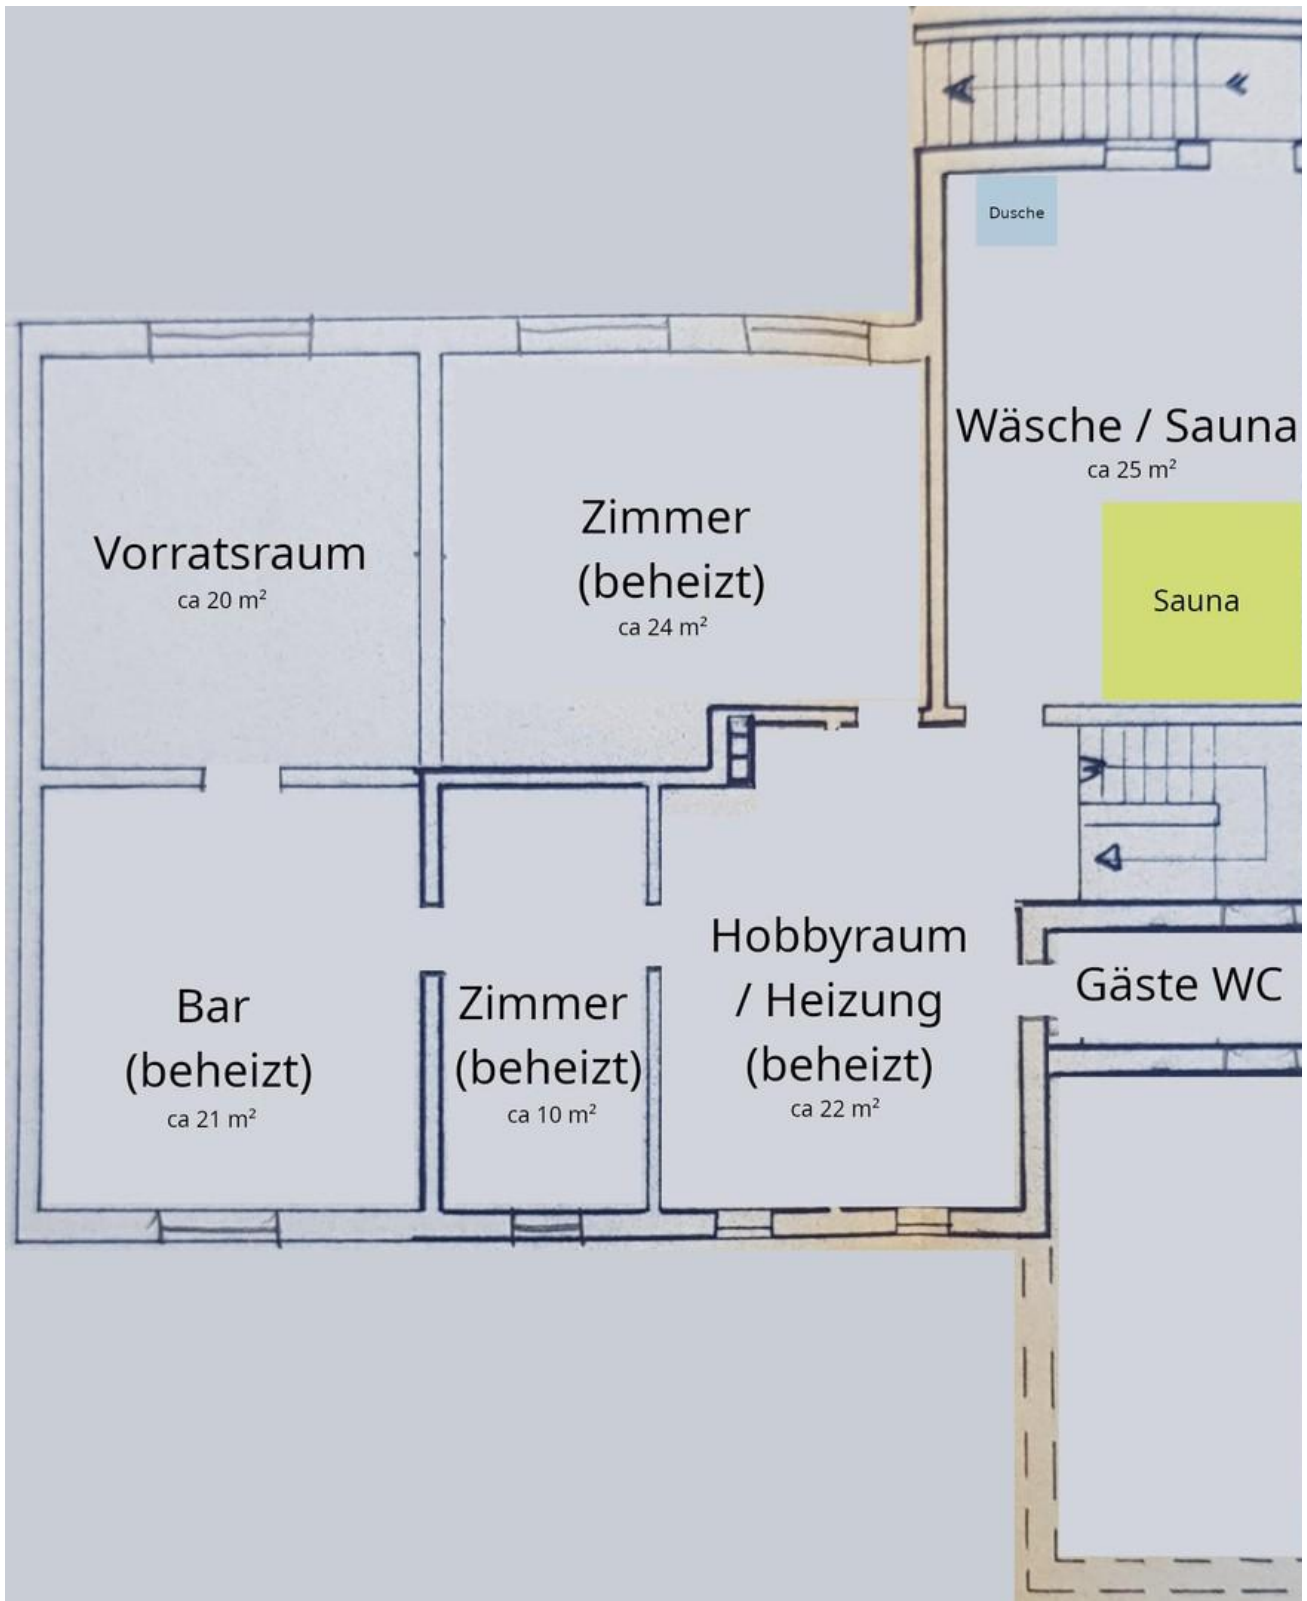 Dusche
Wäsche / Sauna
ca 25 m²
Sauna
Vorratsraum
ca 20 m²
Zimmer
(beheizt)
ca 24 m²
Bar
(beheizt)
ca 21 m²
Zimmer
(beheizt)
ca 10 m²
Hobbyraum
/ Heizung
(beheizt)
ca 22 m²
Gäste WC